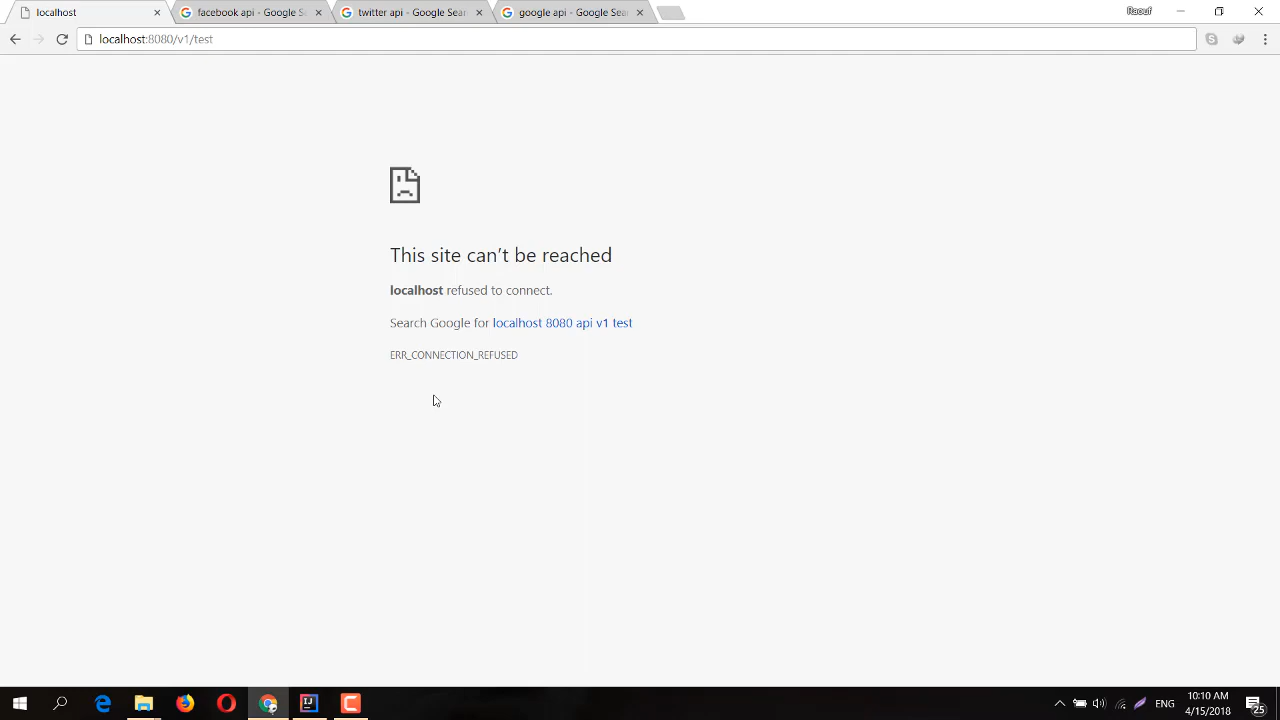 localhost
facebook api - Google S
twitter api - Google Sear
google api - Google Sear
Raouf
localhost:8080/v1/test
This site can't be reached
localhost refused to connect.
Search Google for localhost 8080 api v1 test
ERR_CONNECTION_REFUSED
ENG
10:10 AM
4/15/2018
25